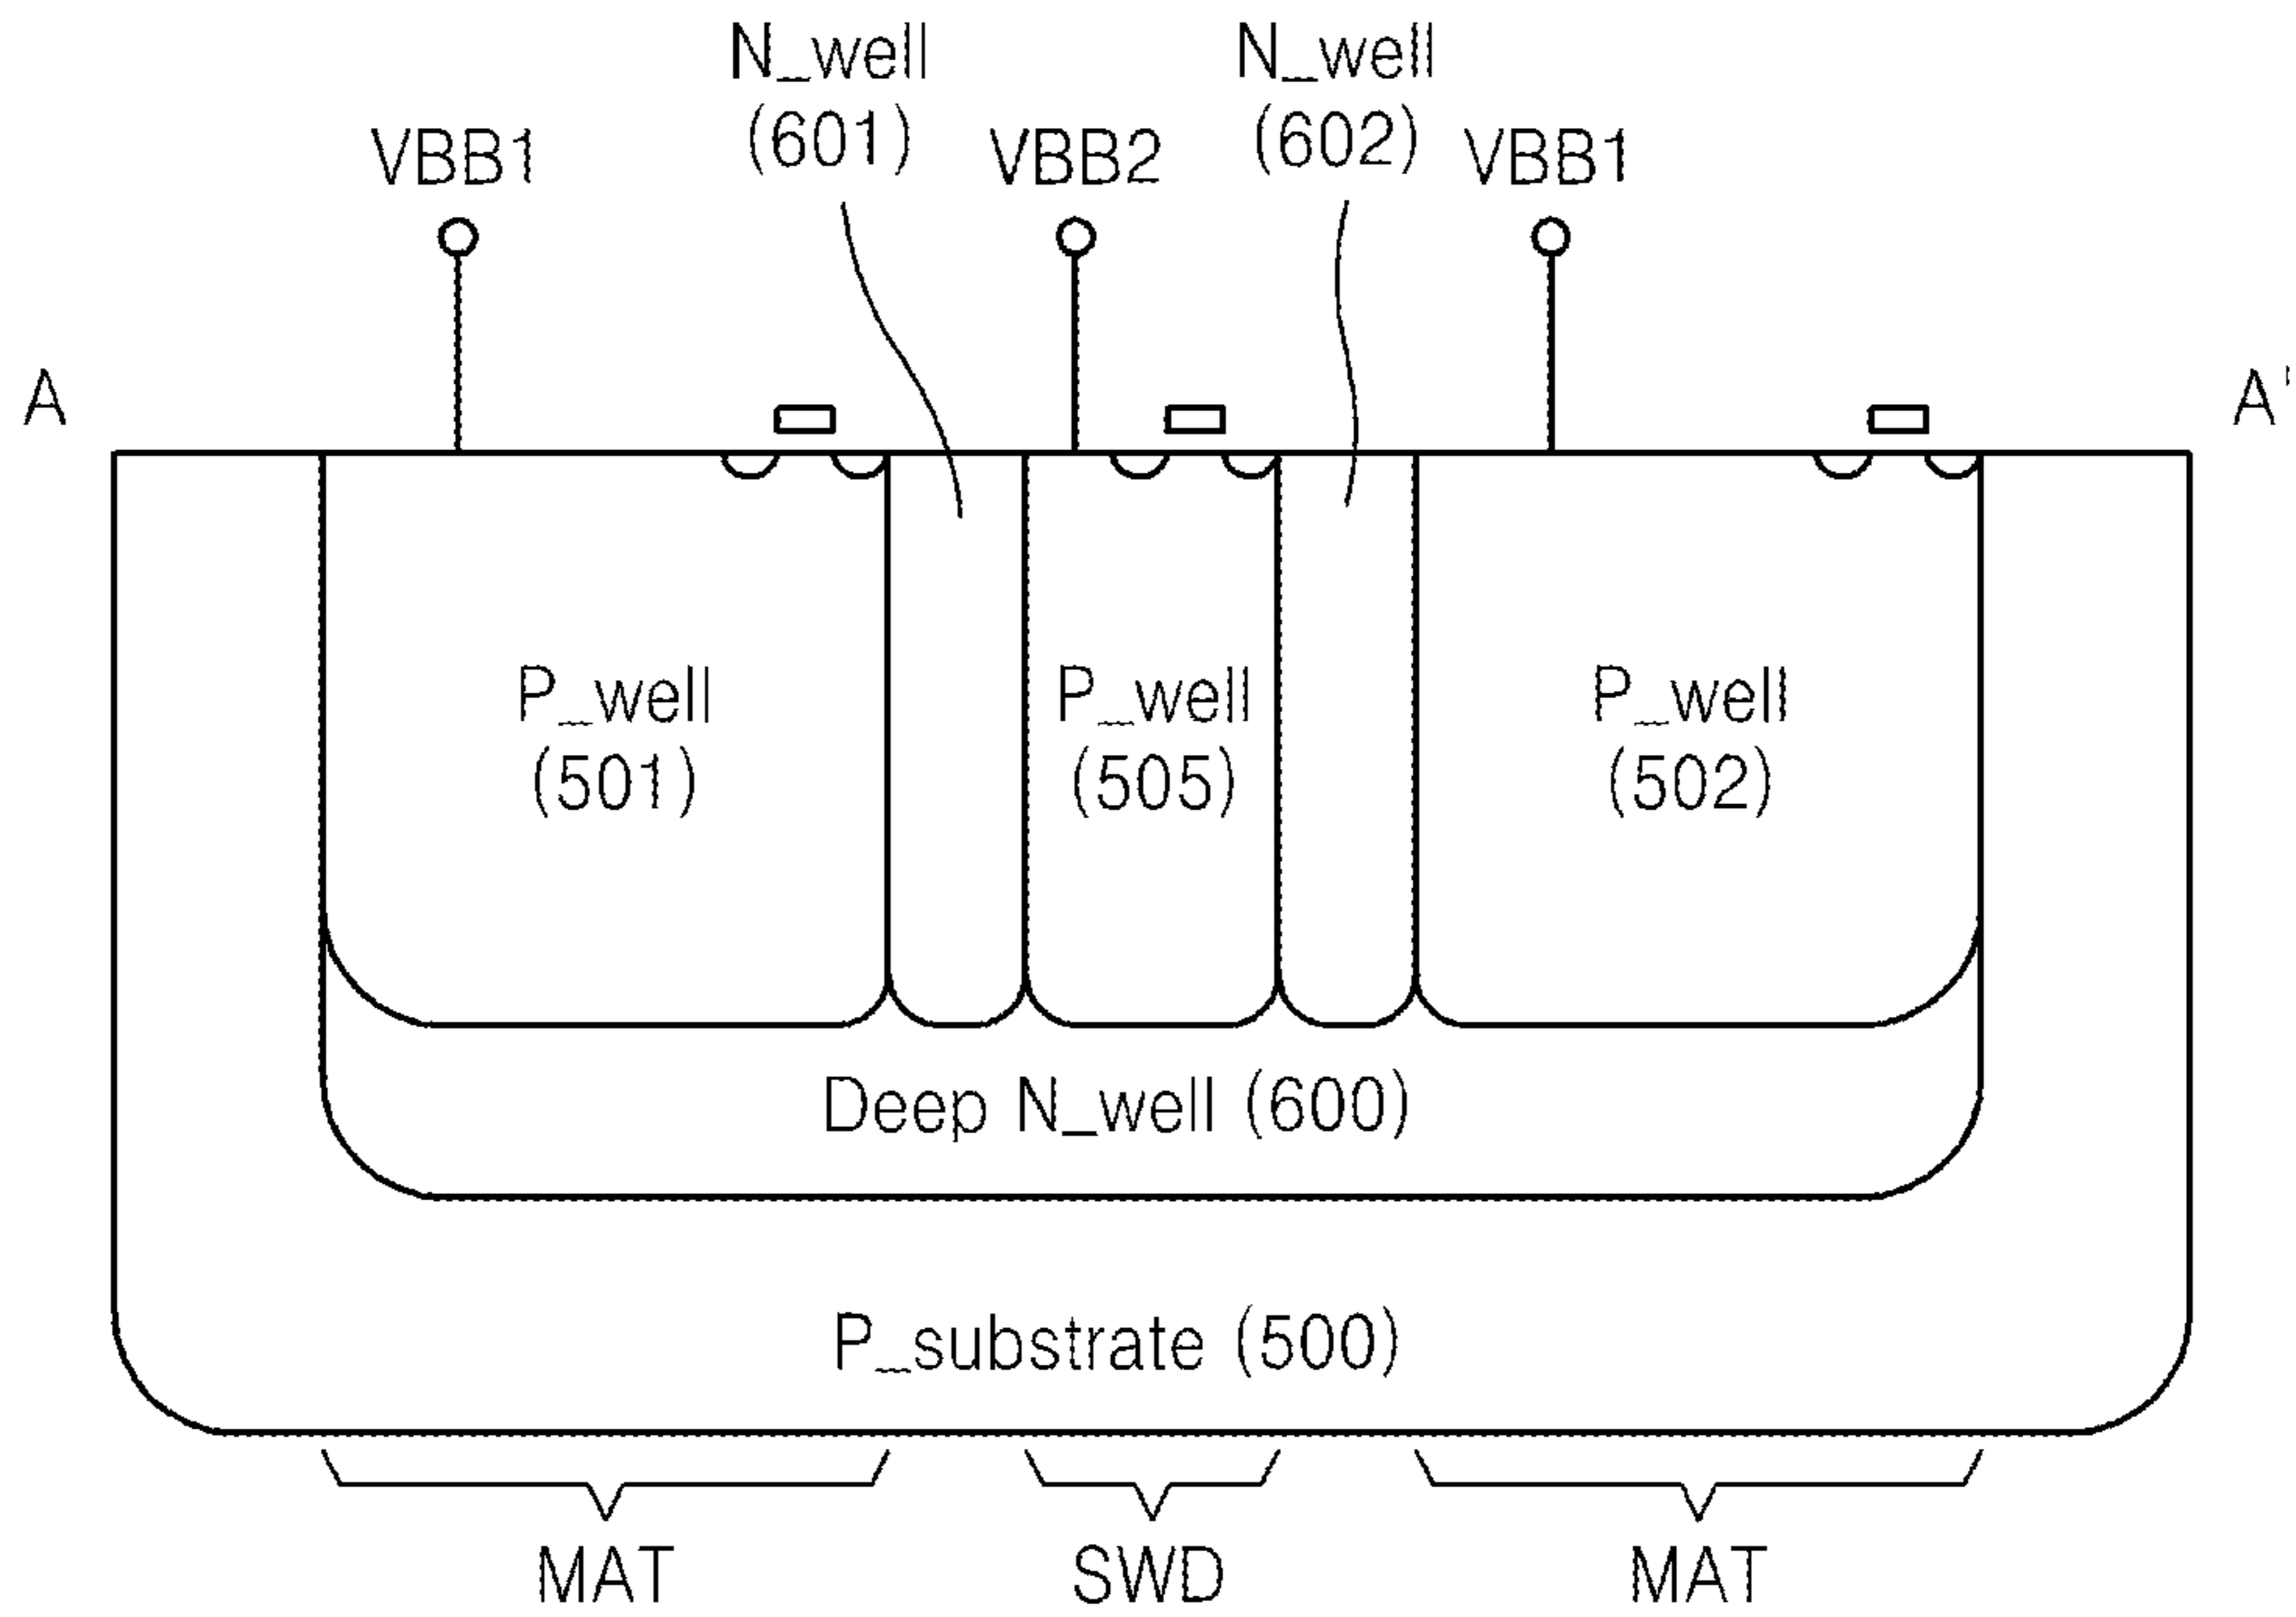 N_well
(601)
N_well
(602)
VBB1
VBB2
VBB1
A
A'
P_well
(501)
P_well
(505)
P_well
(502)
Deep N_well (600)
P_substrate (500)
MAT
SWD
MAT